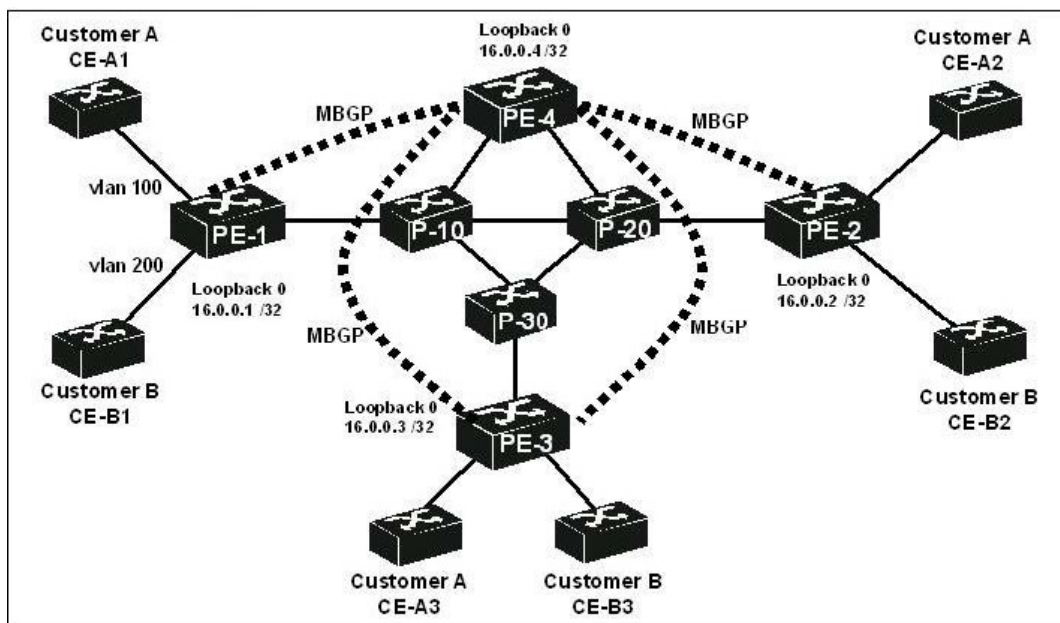 Customer A
CE-A1
Loopback 0
16.0.0.4 /32
Customer A
CE-A2
MBGP
PE-4
MBGP
vlan 100
PE-1
P-10
P-20
PE-2
vlan 200
Loopback 0
16.0.0.1 /32
Loopback 0
16.0.0.2 /32
P-30
MBGP
MBGP
Customer B
CE-B1
Loopback 0
16.0.0.3 /32
PE-3
Customer B
CE-B2
Customer A
CE-A3
Customer B
CE-B3